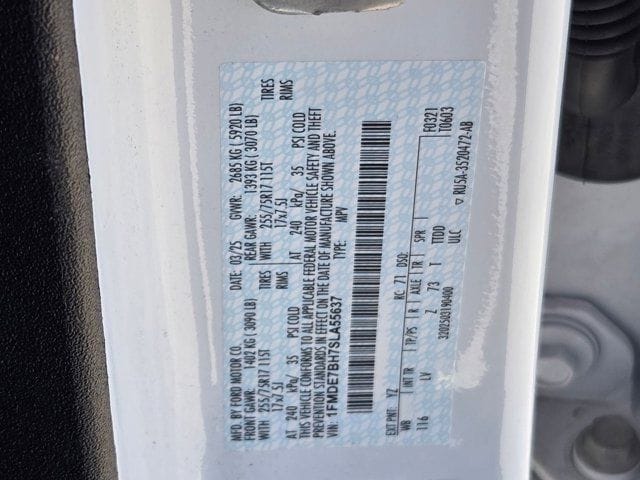 MFD. BY FORD MOTOR CO.
DATE: 03/25 GVWR: 2685 KG ( 5920 LB)
FRONT GAWR: 1402 KG ( 3090 LB) REAR GAWR: 1393 KG ( 3070 LB)
WITH 255/75R17 115T TIRES WITH 255/75R17 115T TIRES
17x7.5J RIMS 17x7.5J RIMS
AT 240 kPa/ 35 PSI COLD AT 240 kPa/ 35 PSI COLD
THIS VEHICLE CONFORMS TO ALL APPLICABLE FEDERAL MOTOR VEHICLE SAFETY AND THEFT
PREVENTION STANDARDS IN EFFECT ON THE DATE OF MANUFACTURE SHOWN ABOVE.
VIN: 1FMDE7BH7SLA55637 TYPE: MPV
F0321
T0603
EXT PNT: YZ RC: 71 DSO:
WB INT TR TP/PS R AXLE TR SPR
116 LV Z 73 T TTDD
ULC
3202503190400
RU5A-3520472-AB